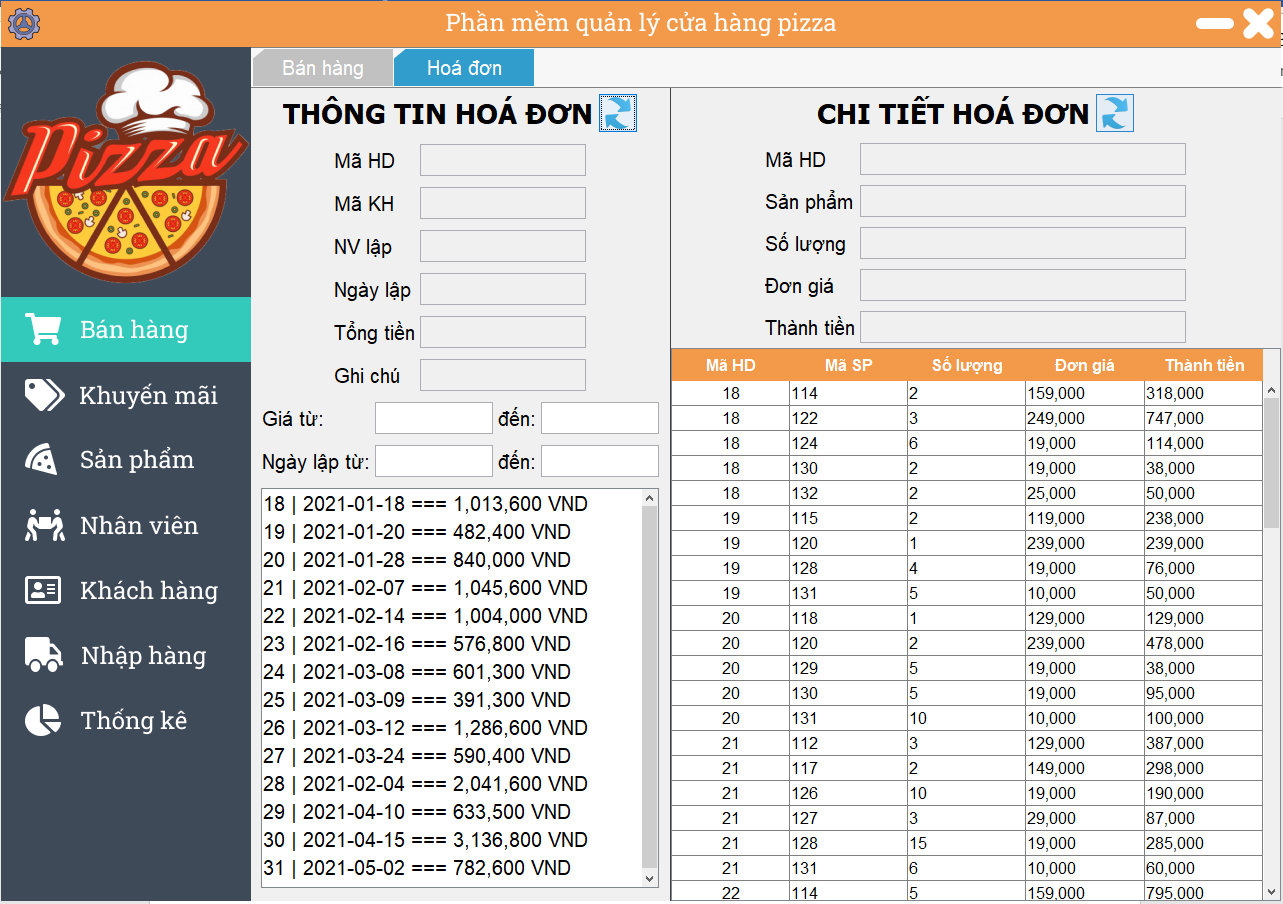 Phần mềm quản lý cửa hàng pizza
Pizza
Bán hàng
Khuyến mãi
Sản phẩm
Nhân viên
Khách hàng
Nhập hàng
Thống kê
Bán hàng Hoá đơn
THÔNG TIN HOÁ ĐƠN
Mã HD
Mã KH
NV lập
Ngày lập
Tổng tiền
Ghi chú
Giá từ: đến:
Ngày lập từ: đến:
18 | 2021-01-18 === 1,013,600 VND
19 | 2021-01-20 === 482,400 VND
20 | 2021-01-28 === 840,000 VND
21 | 2021-02-07 === 1,045,600 VND
22 | 2021-02-14 === 1,004,000 VND
23 | 2021-02-16 === 576,800 VND
24 | 2021-03-08 === 601,300 VND
25 | 2021-03-09 === 391,300 VND
26 | 2021-03-12 === 1,286,600 VND
27 | 2021-03-24 === 590,400 VND
28 | 2021-02-04 === 2,041,600 VND
29 | 2021-04-10 === 633,500 VND
30 | 2021-04-15 === 3,136,800 VND
31 | 2021-05-02 === 782,600 VND
CHI TIẾT HOÁ ĐƠN
Mã HD
Sản phẩm
Số lượng
Đơn giá
Thành tiền
Mã HD Mã SP Số lượng Đơn giá Thành tiền
18 114 2 159,000 318,000
18 122 3 249,000 747,000
18 124 6 19,000 114,000
18 130 2 19,000 38,000
18 132 2 25,000 50,000
19 115 2 119,000 238,000
19 120 1 239,000 239,000
19 128 4 19,000 76,000
19 131 5 10,000 50,000
20 118 1 129,000 129,000
20 120 2 239,000 478,000
20 129 5 19,000 38,000
20 130 5 19,000 95,000
20 131 10 10,000 100,000
21 112 3 129,000 387,000
21 117 2 149,000 298,000
21 126 10 19,000 190,000
21 127 3 29,000 87,000
21 128 15 19,000 285,000
21 131 6 10,000 60,000
22 114 5 159,000 795,000